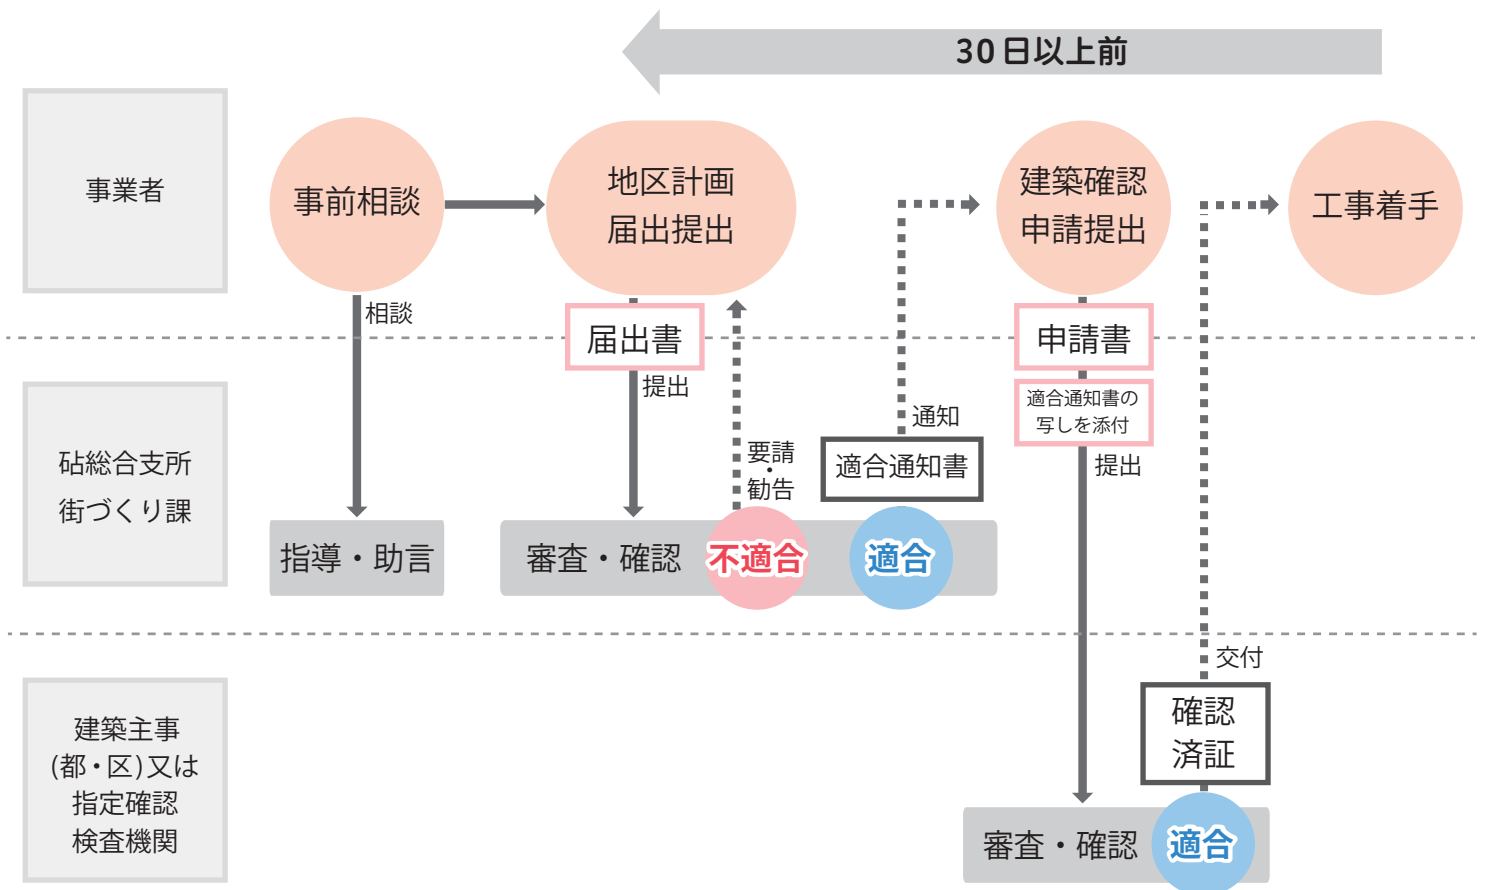 30日以上前
事業者
事前相談
地区計画
届出提出
建築確認
申請提出
工事着手
相談
届出書
提出
申請書
適合通知書の
写しを添付
提出
砧総合支所
街づくり課
要請
・
勧告
通知
適合通知書
指導・助言
審査・確認
不適合
適合
交付
建築主事
(都・区)又は
指定確認
検査機関
確認
済証
審査・確認
適合